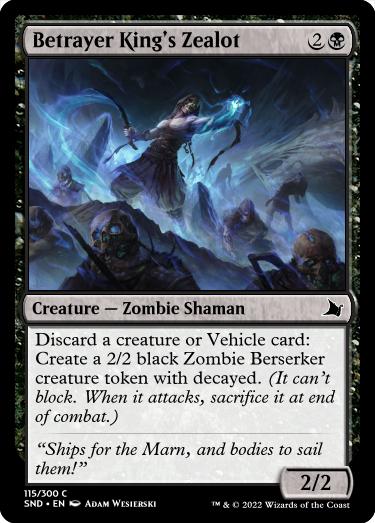 Betrayer King's Zealot 2
Creature — Zombie Shaman
Discard a creature or Vehicle card:
Create a 2/2 black Zombie Berserker
creature token with decayed. (It can't
block. When it attacks, sacrifice it at end
of combat.)
“Ships for the Marn, and bodies to sail
them!”
2/2
115/300 C
SND • EN Adam Wesierski
™ & © 2022 Wizards of the Coast